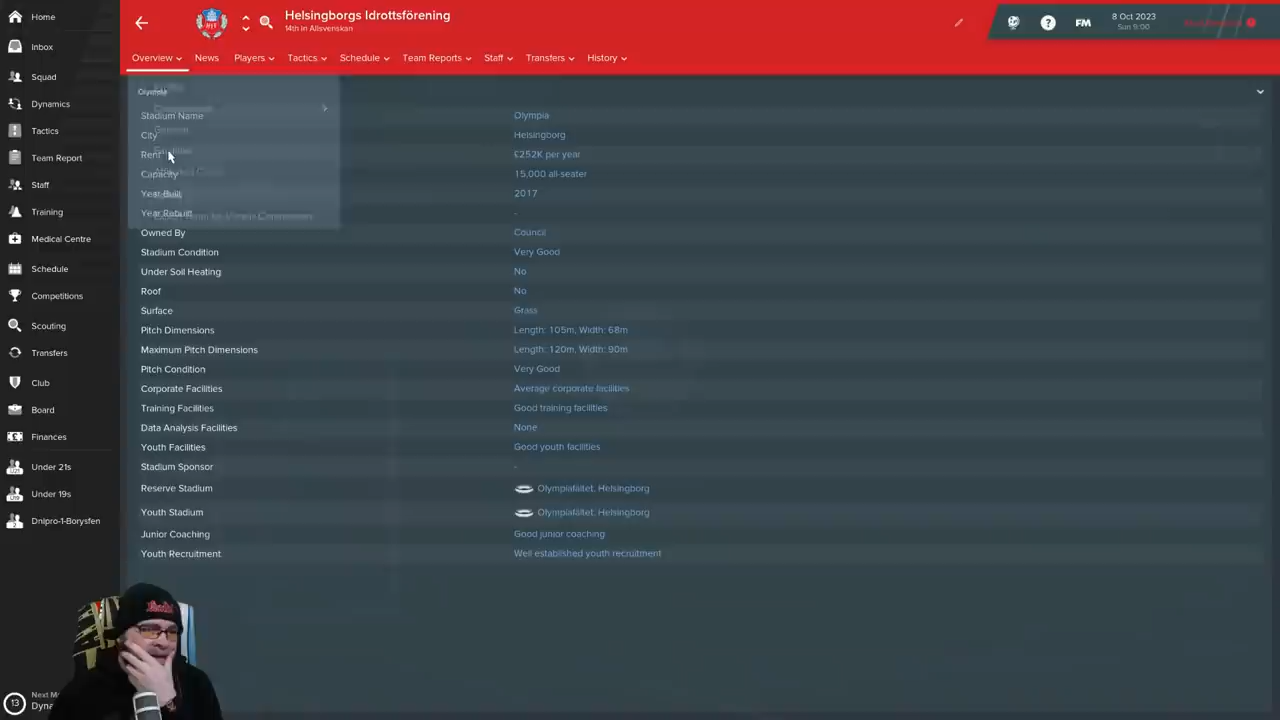 Home
Helsingborgs Idrottsförening
14th in Allsvenskan
FM
8 Oct 2023
Sun 9:00
Inbox
Overview News Players Tactics Schedule Team Reports Staff Transfers History
Squad
Olympia
Dynamics
Stadium Name Olympia
Tactics
City Helsingborg
Team Report
Rent €252K per year
Capacity 15,000 all-seater
Staff
Year Built 2017
Training
Year Rebuilt -
Medical Centre
Owned By Council
Stadium Condition Very Good
Schedule
Under Soil Heating No
Competitions
Roof No
Surface Grass
Scouting
Pitch Dimensions Length: 105m, Width: 68m
Transfers
Maximum Pitch Dimensions Length: 120m, Width: 90m
Pitch Condition Very Good
Club
Corporate Facilities Average corporate facilities
Board
Training Facilities Good training facilities
Data Analysis Facilities None
Finances
Youth Facilities Good youth facilities
Under 21s
Stadium Sponsor -
Reserve Stadium Olympiafältet, Helsingborg
Under 19s
Youth Stadium Olympiafältet, Helsingborg
Dnipro-1-Borysfen
Junior Coaching Good junior coaching
Youth Recruitment Well established youth recruitment
13